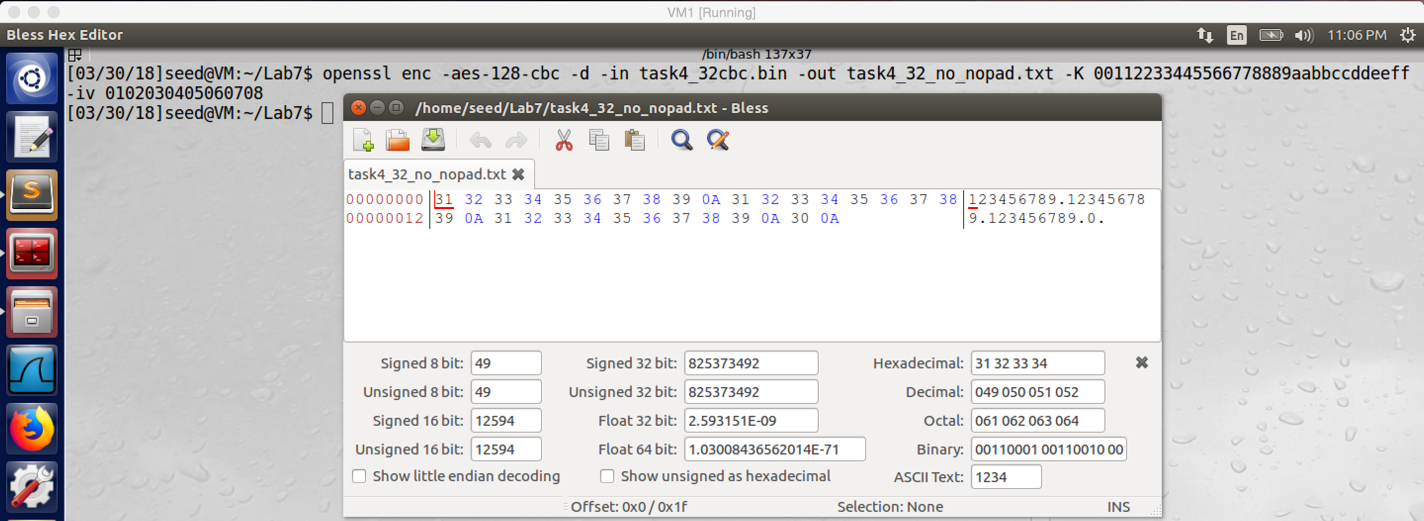 VM1 [Running]
Bless Hex Editor
En
11:06 PM
/bin/bash 137x37
[03/30/18]seed@VM:~/Lab7$ openssl enc -aes-128-cbc -d -in task4_32cbc.bin -out task4_32_no_nopad.txt -K 00112233445566778889aabbccddeeff
-iv 0102030405060708
[03/30/18]seed@VM:~/Lab7$
/home/seed/Lab7/task4_32_no_nopad.txt - Bless
task4_32_no_nopad.txt
00000000 31 32 33 34 35 36 37 38 39 0A 31 32 33 34 35 36 37 38 123456789.12345678
00000012 39 0A 31 32 33 34 35 36 37 38 39 0A 30 0A 9.123456789.0.
Signed 8 bit: 49 Signed 32 bit: 825373492 Hexadecimal: 31 32 33 34
Unsigned 8 bit: 49 Unsigned 32 bit: 825373492 Decimal: 049 050 051 052
Signed 16 bit: 12594 Float 32 bit: 2.593151E-09 Octal: 061 062 063 064
Unsigned 16 bit: 12594 Float 64 bit: 1.03008436562014E-71 Binary: 00110001 00110010 00
Show little endian decoding Show unsigned as hexadecimal ASCII Text: 1234
Offset: 0x0 / 0x1f Selection: None INS